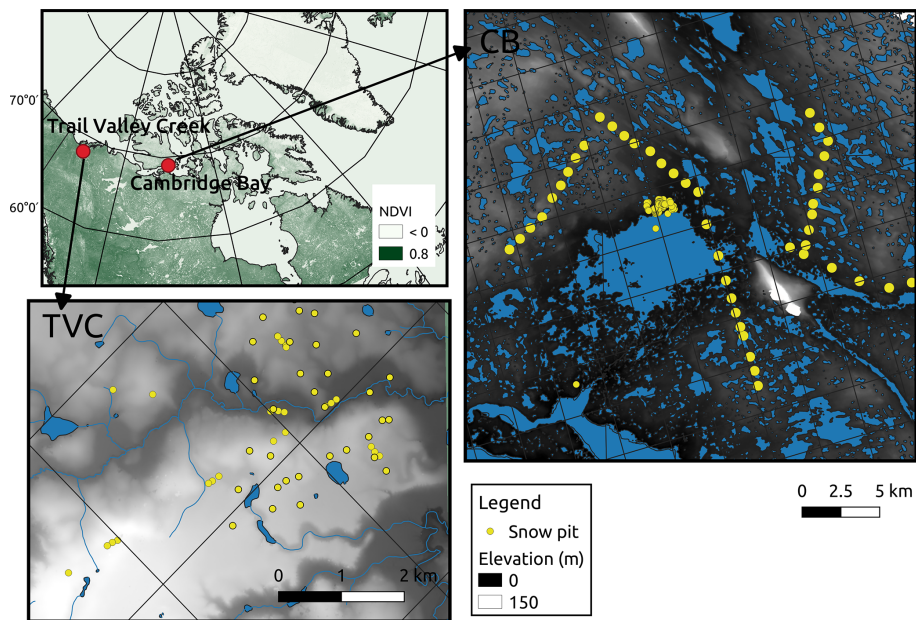 CB
70°0′
Trail Valley Creek
Cambridge Bay
60°0′
NDVI
< 0
0.8
TVC
0 1 2 km
0 2.5 5 km
Legend
Snow pit
Elevation (m)
0
150